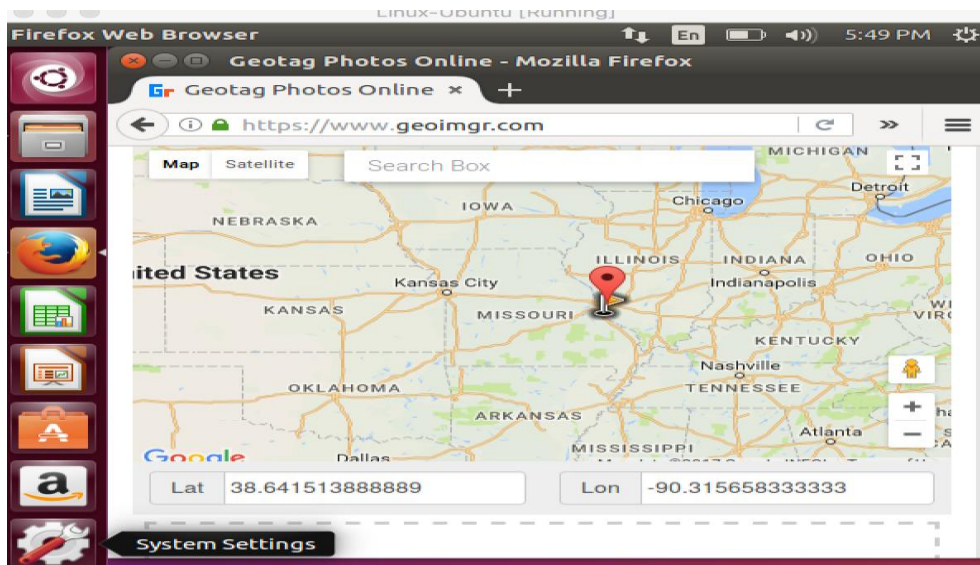 Linux-Ubuntu [Running]
Firefox Web Browser
En
5:49 PM
Geotag Photos Online - Mozilla Firefox
Gr Geotag Photos Online
https://www.geoimgr.com
Map Satellite
Search Box
MICHIGAN
Detroit
Chicago
IOWA
NEBRASKA
ILLINOIS
INDIANA
OHIO
ited States
Kansas City
Indianapolis
KANSAS
MISSOURI
VIRG
KENTUCKY
Nashville
OKLAHOMA
TENNESSEE
ARKANSAS
Atlanta
MISSISSIPPI
Google
Dallas
Lat 38.641513888889
Lon -90.315658333333
a
System Settings